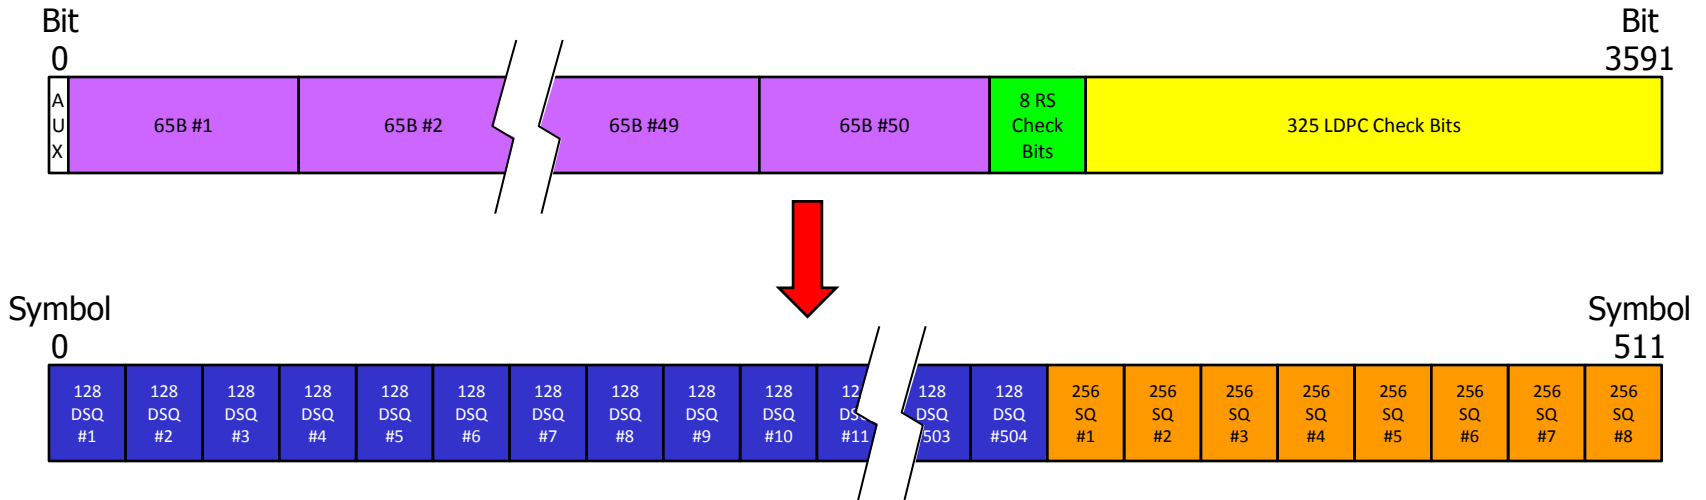 Bit
0
Bit
3591
A
U
X
65B #1
65B #2
65B #49
65B #50
8 RS
Check
Bits
325 LDPC Check Bits
Symbol
0
Symbol
511
128
DSQ
#1
128
DSQ
#2
128
DSQ
#3
128
DSQ
#4
128
DSQ
#5
128
DSQ
#6
128
DSQ
#7
128
DSQ
#8
128
DSQ
#9
128
DSQ
#10
#11
128
DSQ
503
128
DSQ
#504
256
SQ
#1
256
SQ
#2
256
SQ
#3
256
SQ
#4
256
SQ
#5
256
SQ
#6
256
SQ
#7
256
SQ
#8